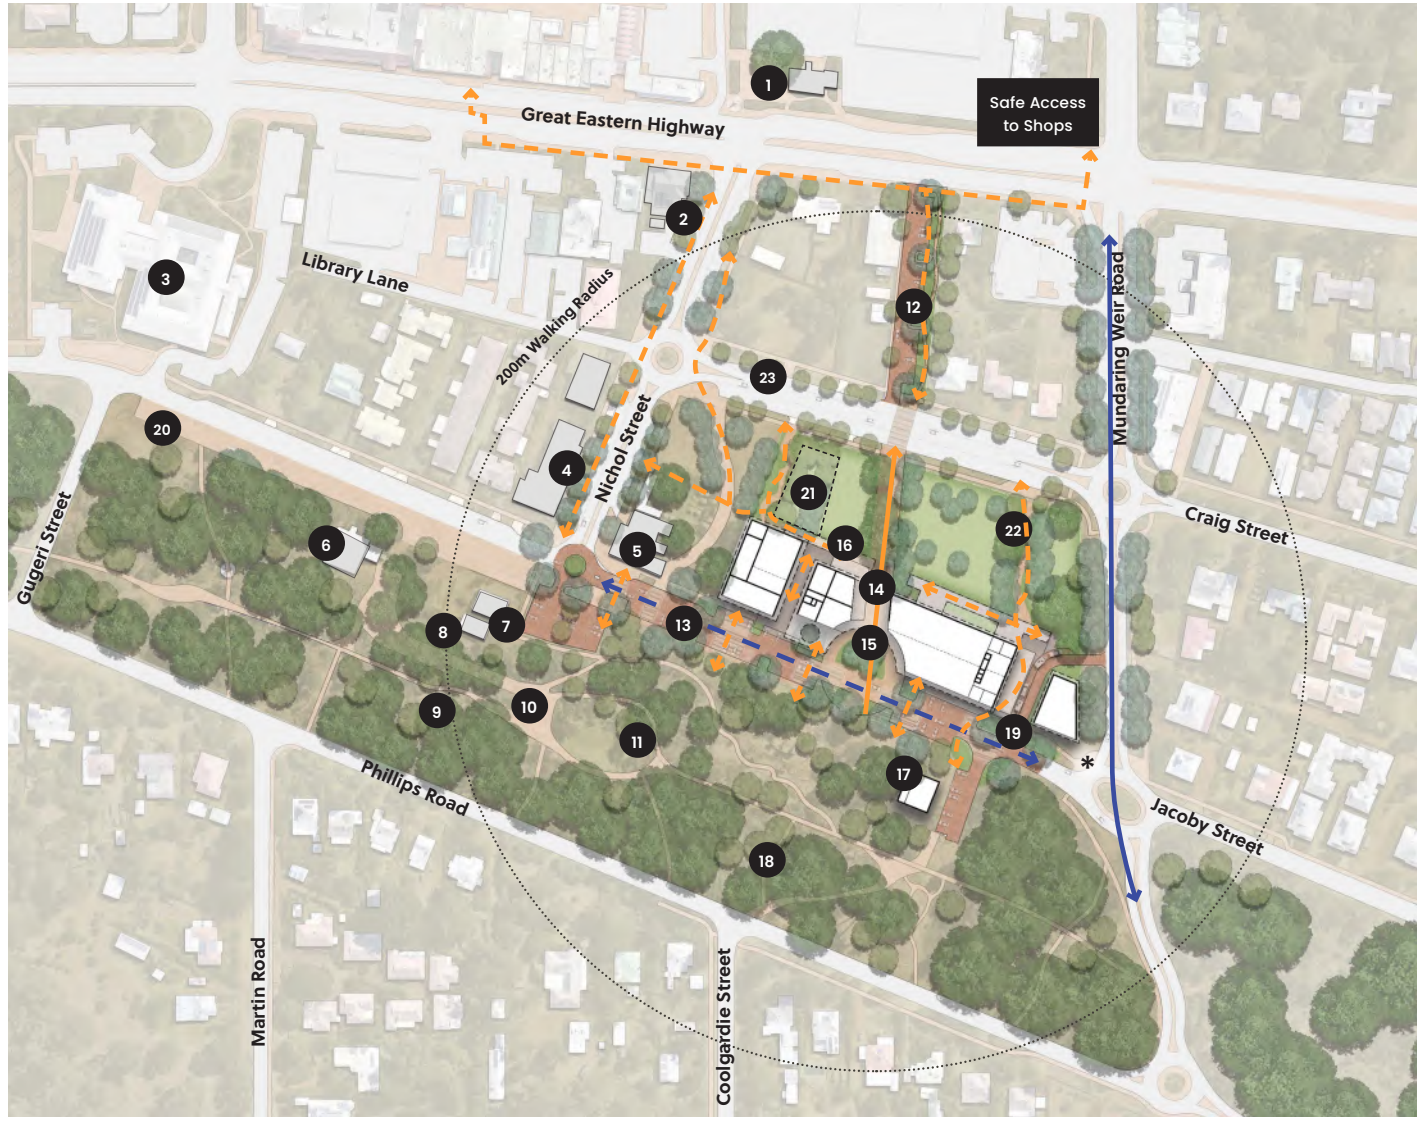 1
Safe Access
to Shops
Great Eastern Highway
2
3
Library Lane
200m Walking Radius
12
Mundaring Weir Road
23
20
4
Nichol Street
21
22
Craig Street
Gugeri Street
6
5
16
14
8
7
13
15
9
10
11
19
*
17
Phillips Road
Jacoby Street
18
Martin Road
Coolgardie Street